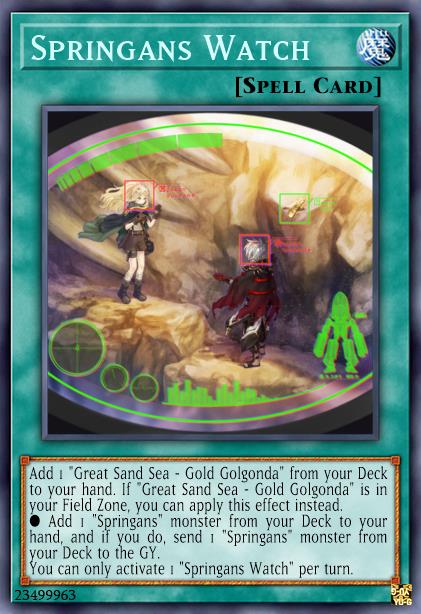 Springans Watch
[Spell Card]
Add 1 "Great Sand Sea - Gold Golgonda" from your Deck
to your hand. If "Great Sand Sea - Gold Golgonda" is in
your Field Zone, you can apply this effect instead.
● Add 1 "Springans" monster from your Deck to your
hand, and if you do, send 1 "Springans" monster from
your Deck to the GY.
You can only activate 1 "Springans Watch" per turn.
23499963